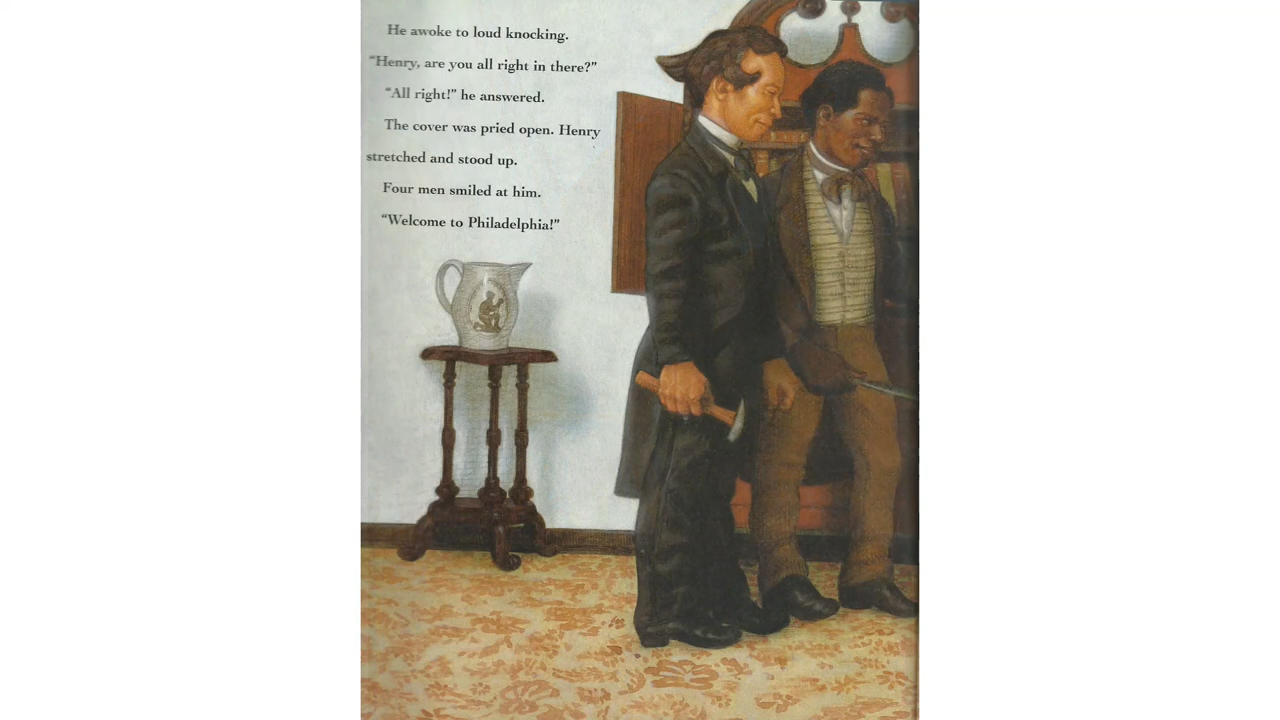 He awoke to loud knocking.
“Henry, are you all right in there?”
“All right!” he answered.
The cover was pried open. Henry
stretched and stood up.
Four men smiled at him.
“Welcome to Philadelphia!”